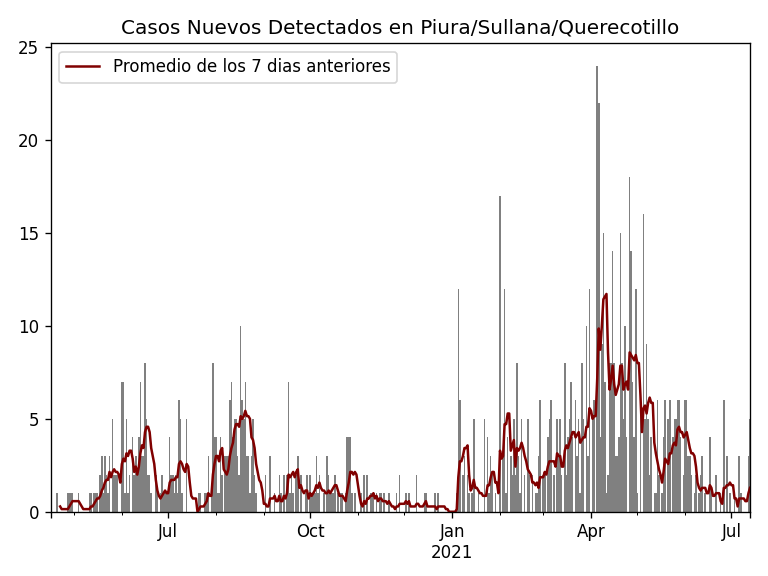 Casos Nuevos Detectados en Piura/Sullana/Querecotillo
Promedio de los 7 dias anteriores
25
20
15
10
5
0
Jul
Oct
Jan
2021
Apr
Jul